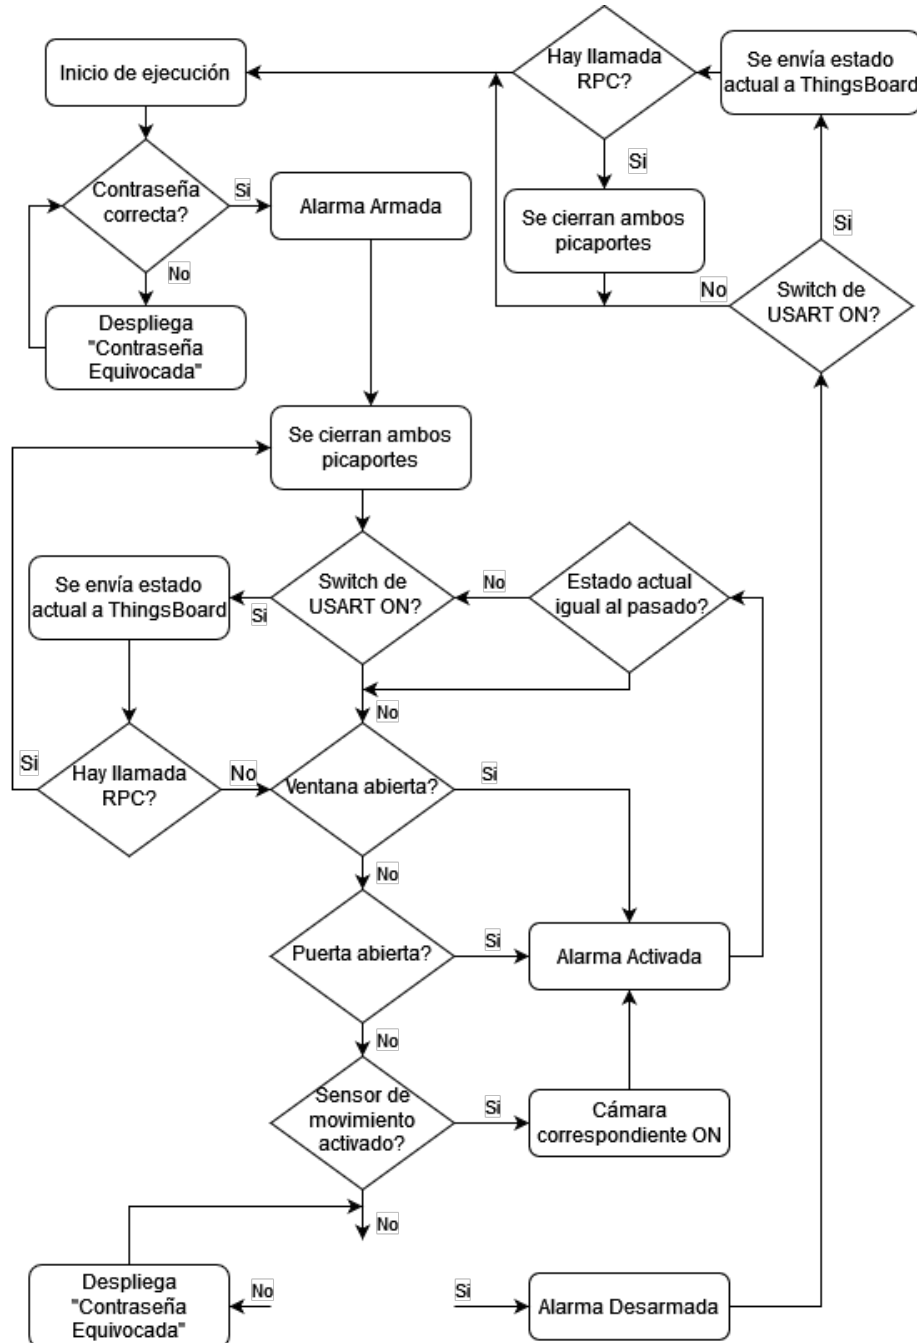 Inicio de ejecución
Hay llamada
RPC?
Se envía estado
actual a ThingsBoard
Si
Contraseña
correcta?
Si
Alarma Armada
Se cierran ambos
picaportes
Si
No
Despliega
"Contraseña
Equivocada"
No
Switch de
USART ON?
Se cierran ambos
picaportes
Se envía estado
actual a ThingsBoard
Si
Switch de
USART ON?
No
Estado actual
igual al pasado?
No
Si
Hay llamada
RPC?
No
Ventana abierta?
Si
No
Puerta abierta?
Si
Alarma Activada
No
Sensor de
movimiento
activado?
Si
Cámara
correspondiente ON
No
Despliega
"Contraseña
Equivocada"
No
Si
Alarma Desarmada